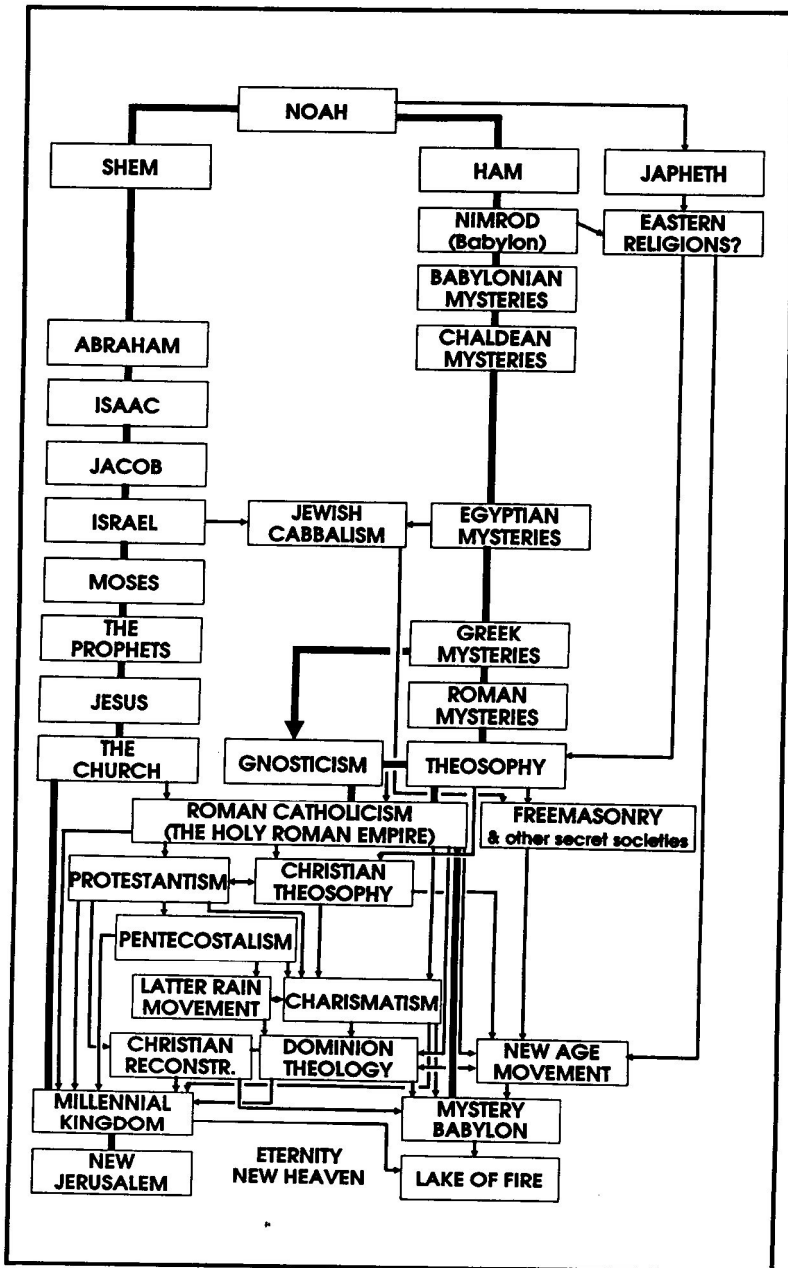 NOAH
SHEM
HAM
JAPHETH
NIMROD
(Babylon)
EASTERN
RELIGIONS?
BABYLONIAN
MYSTERIES
ABRAHAM
CHALDEAN
MYSTERIES
ISAAC
JACOB
ISRAEL
JEWISH
CABBALISM
EGYPTIAN
MYSTERIES
MOSES
THE
PROPHETS
GREEK
MYSTERIES
JESUS
ROMAN
MYSTERIES
THE
CHURCH
GNOSTICISM
THEOSOPHY
ROMAN CATHOLICISM
(THE HOLY ROMAN EMPIRE)
FREEMASONRY
& other secret societies
PROTESTANTISM
CHRISTIAN
THEOSOPHY
PENTECOSTALISM
LATTER RAIN
MOVEMENT
CHARISMATISM
CHRISTIAN
RECONSTR.
DOMINION
THEOLOGY
NEW AGE
MOVEMENT
MILLENNIAL
KINGDOM
MYSTERY
BABYLON
NEW
JERUSALEM
ETERNITY
NEW HEAVEN
LAKE OF FIRE